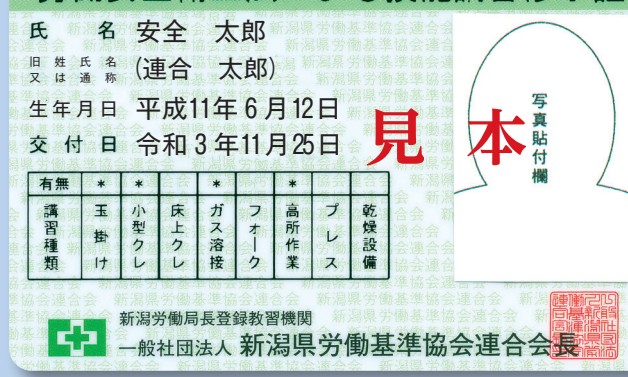 氏　名 安全　太郎
旧姓氏名又は通称 (連合　太郎)
生年月日 平成11年6月12日
交付日 令和3年11月25日
見本
写真貼付欄
有無 * * * *
講習種類 玉掛け 小型クレ 床上クレ ガス溶接 フォーク 高所作業 プレス 乾燥設備
新潟労働局長登録教習機関
一般社団法人 新潟県労働基準協会連合会長